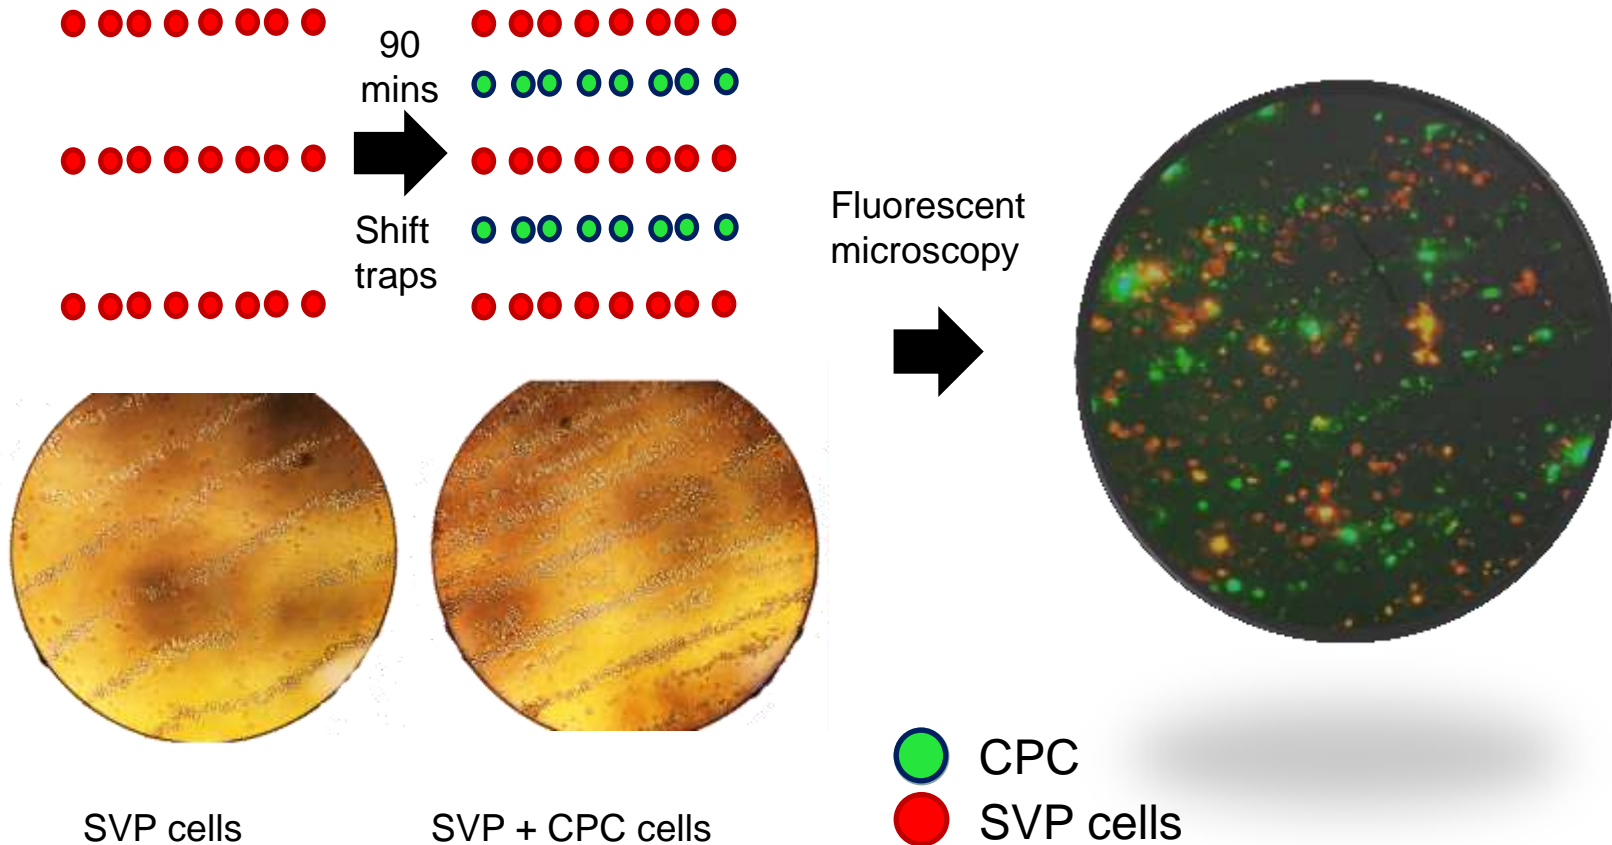 90
mins
Shift
traps
Fluorescent
microscopy
CPC
SVP cells
SVP cells
SVP + CPC cells